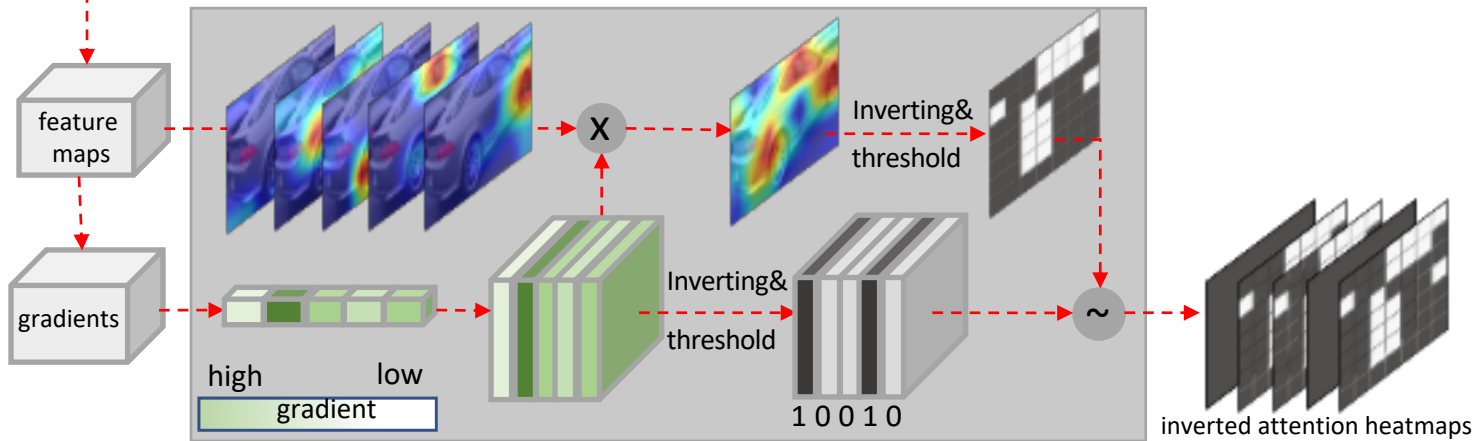 feature
maps
X
Inverting&
threshold
gradients
Inverting&
threshold
~
high
low
gradient
1 0 0 1 0
inverted attention heatmaps